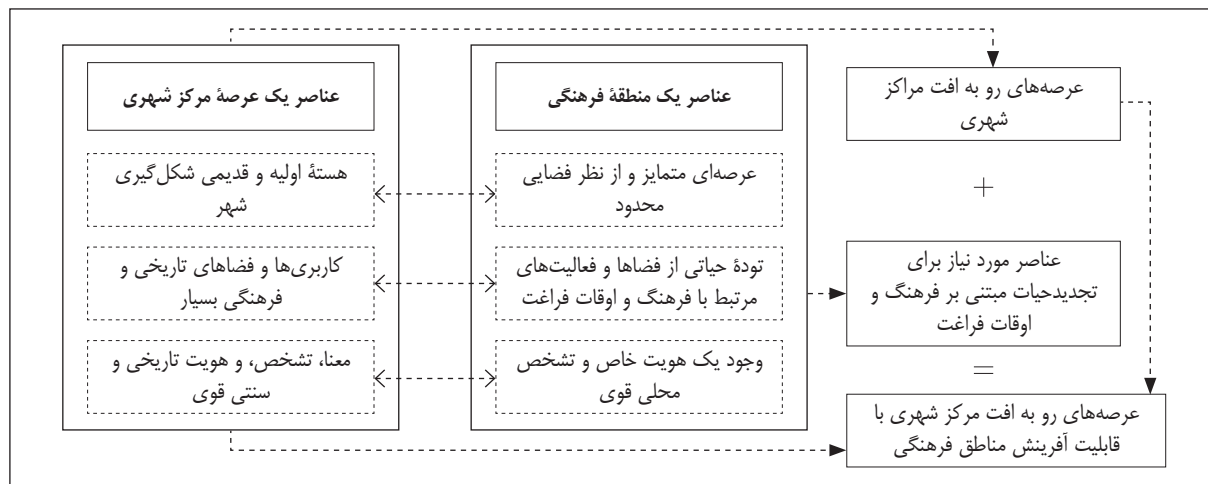 عناصر یک عرصهٔ مرکز شهری
هستهٔ اولیه و قدیمی شکل‌گیری
شهر
کاربری‌ها و فضاهای تاریخی و
فرهنگی بسیار
معنا، تشخص، و هویت تاریخی و
سنتی قوی
عناصر یک منطقهٔ فرهنگی
عرصه‌ای متمایز و از نظر فضایی
محدود
تودهٔ حیاتی از فضاها و فعالیت‌های
مرتبط با فرهنگ و اوقات فراغت
وجود یک هویت خاص و تشخص
محلی قوی
عرصه‌های رو به افت مراکز
شهری
+
عناصر مورد نیاز برای
تجدیدحیات مبتنی بر فرهنگ و
اوقات فراغت
=
عرصه‌های رو به افت مرکز شهری با
قابلیت آفرینش مناطق فرهنگی